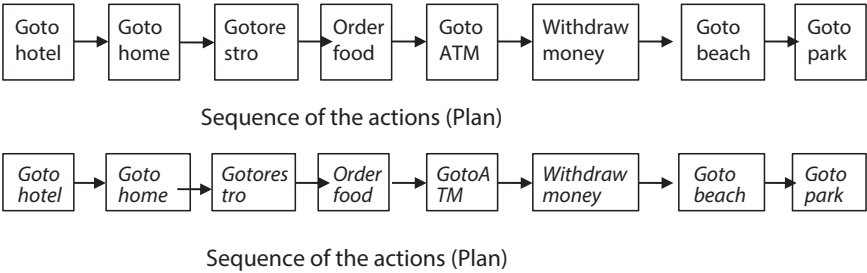 Goto hotel
Goto home
Gotore stro
Order food
Goto ATM
Withdraw money
Goto beach
Goto park
Sequence of the actions (Plan)
Goto hotel
Goto home
Gotores tro
Order food
GotoA TM
Withdraw money
Goto beach
Goto park
Sequence of the actions (Plan)